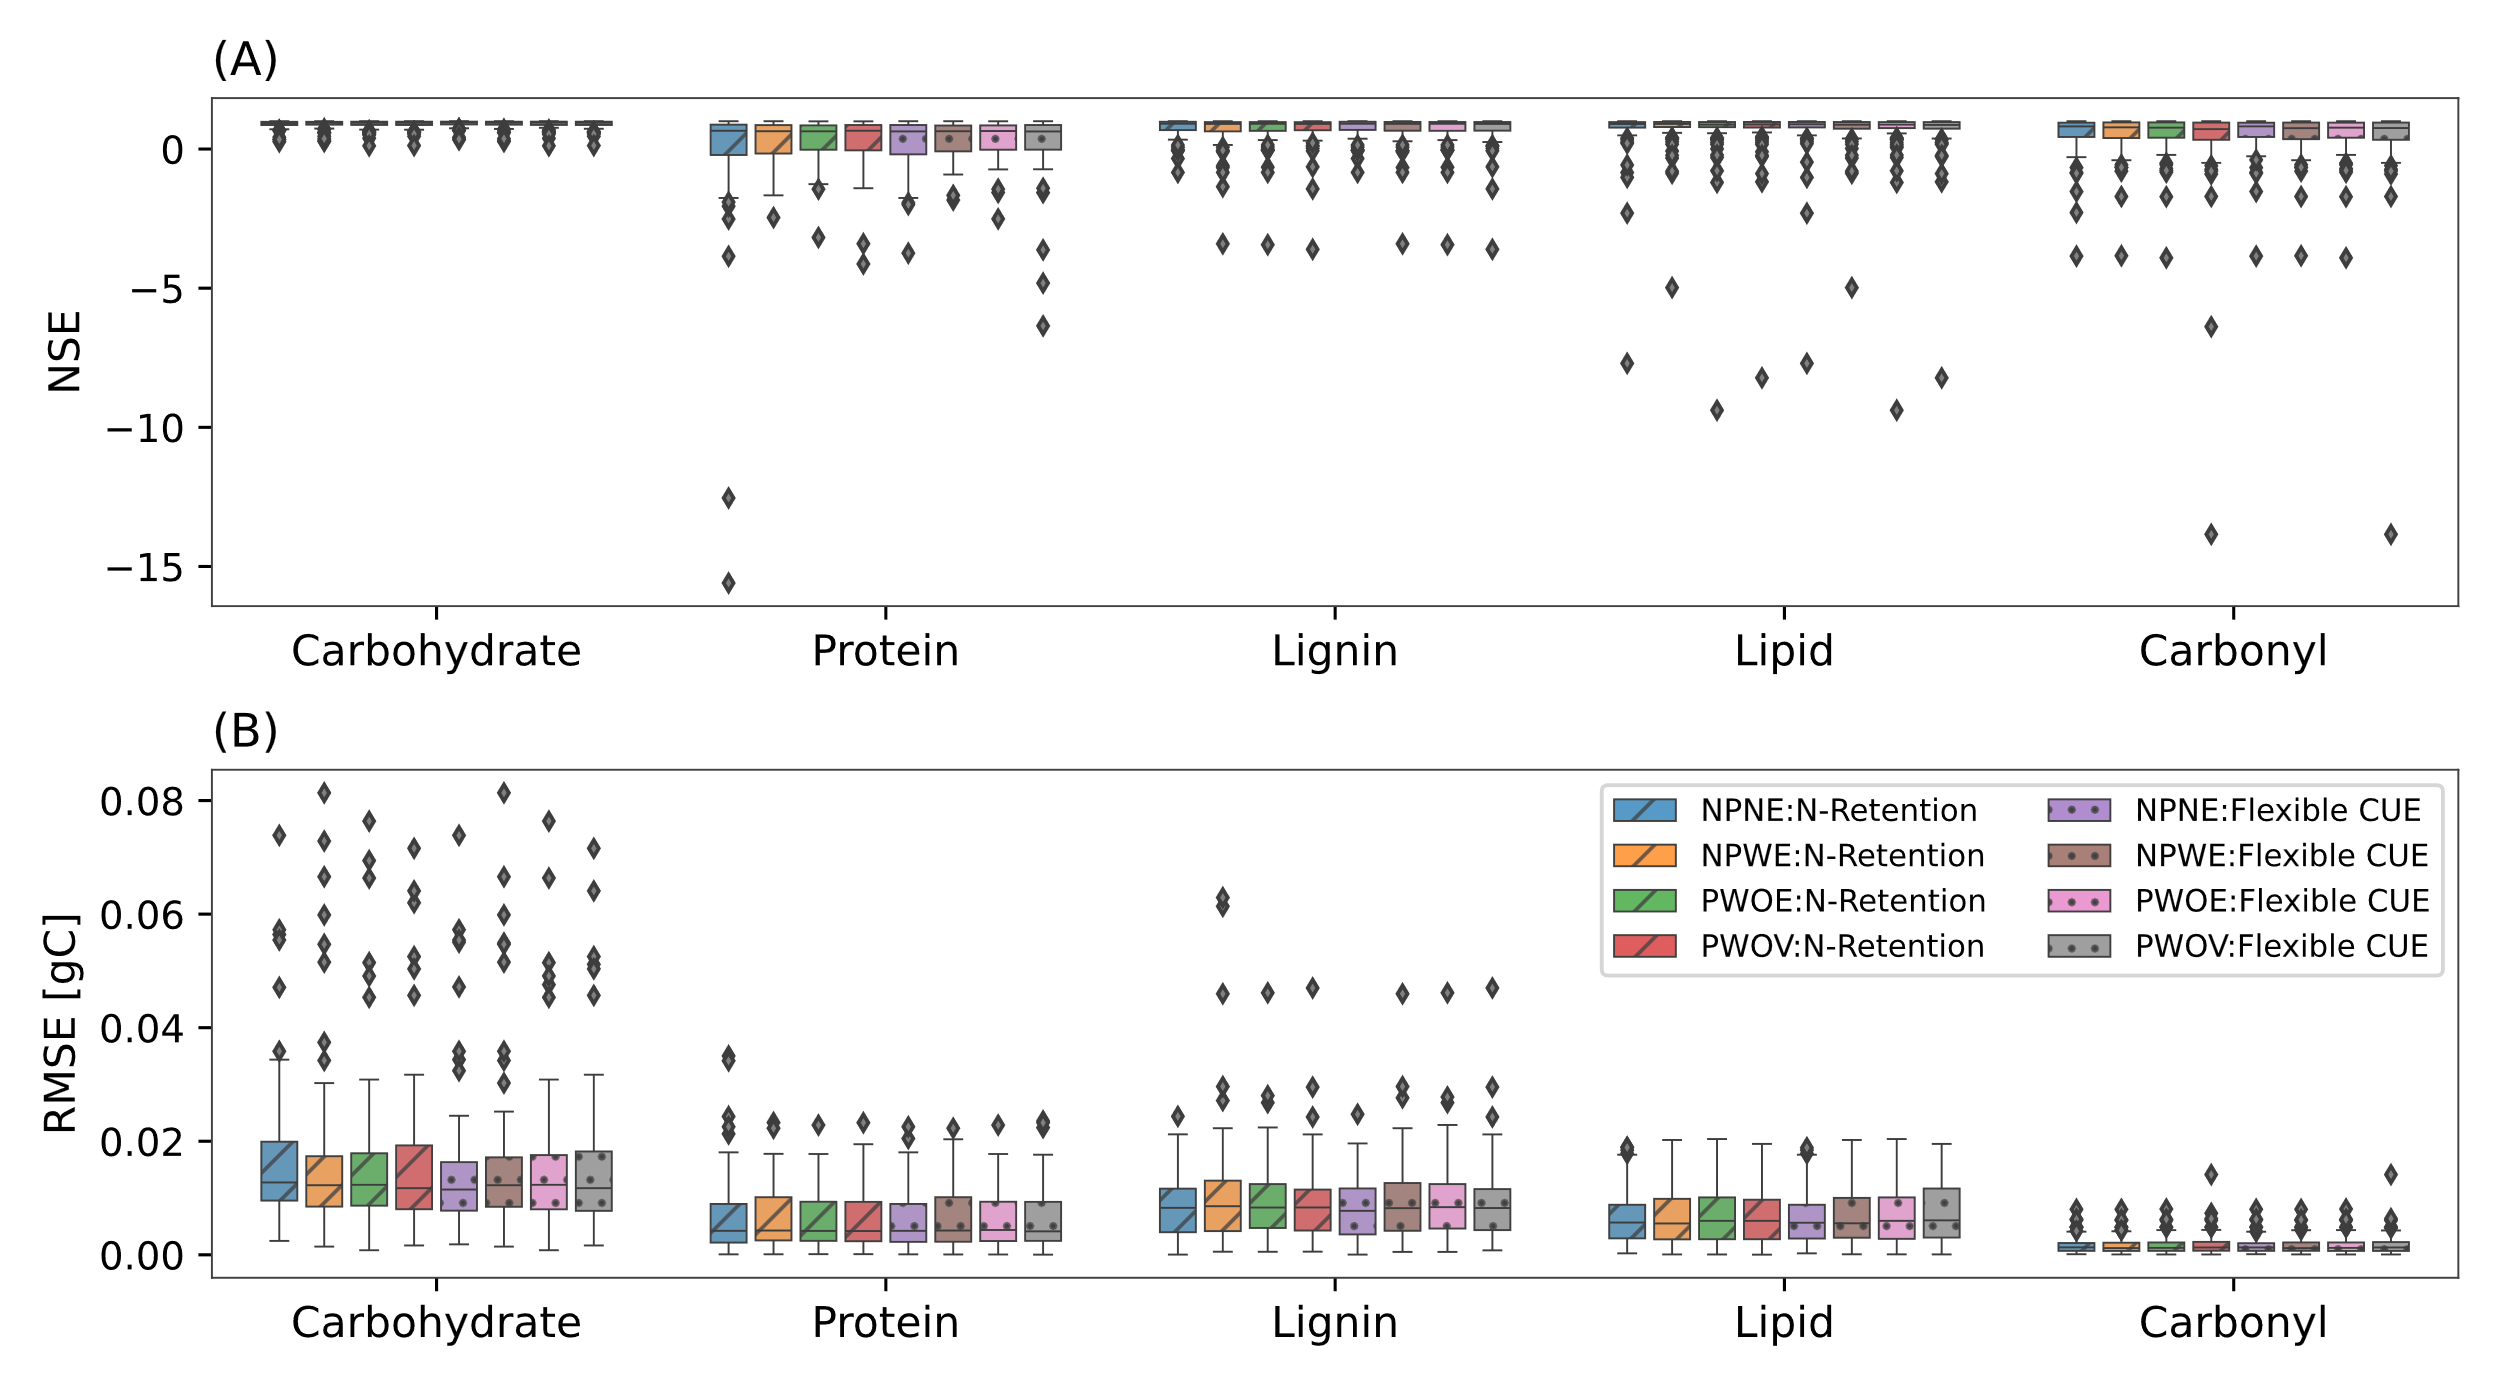 (A)
NSE
0
−5
−10
−15
Carbohydrate Protein Lignin Lipid Carbonyl
(B)
RMSE [gC]
0.08
0.06
0.04
0.02
0.00
NPNE:N-Retention NPNE:Flexible CUE
NPWE:N-Retention NPWE:Flexible CUE
PWOE:N-Retention PWOE:Flexible CUE
PWOV:N-Retention PWOV:Flexible CUE
Carbohydrate Protein Lignin Lipid Carbonyl